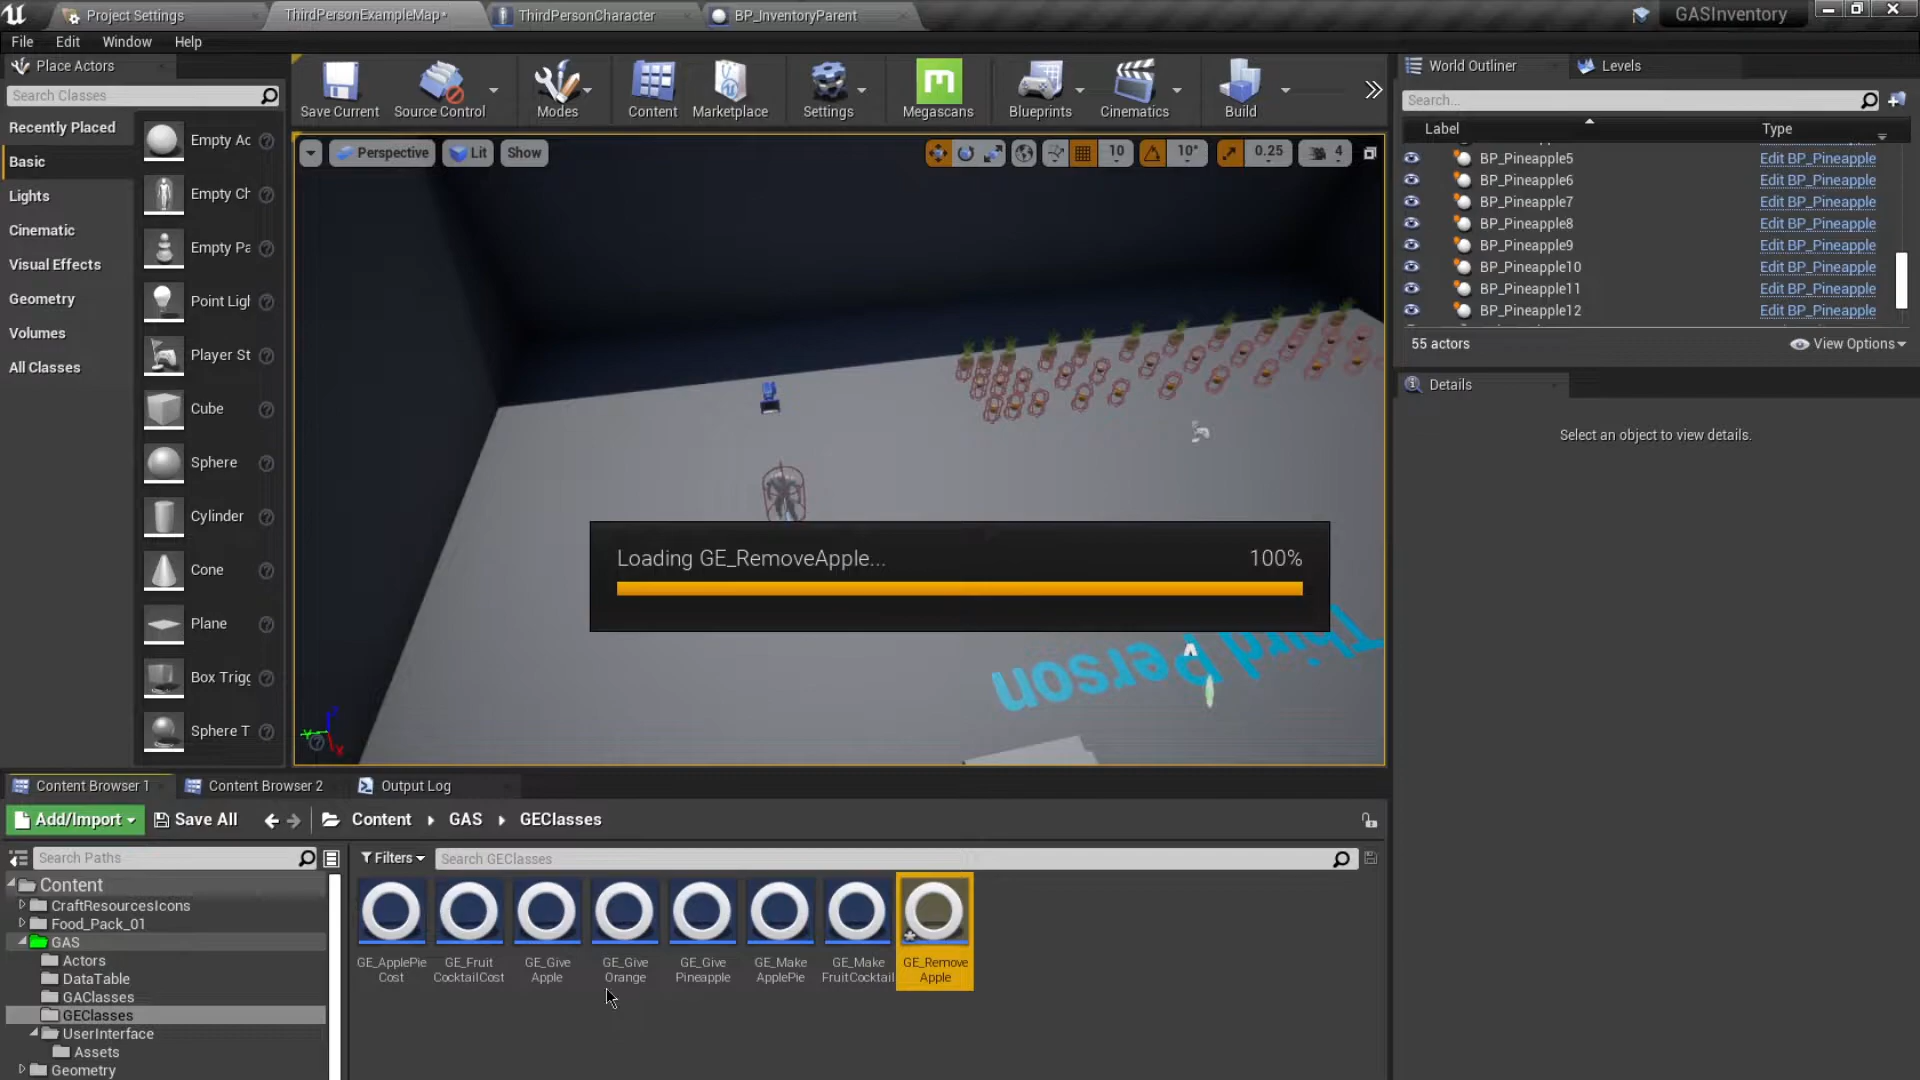 Project Settings
ThirdPersonExampleMap*
ThirdPersonCharacter
BP_InventoryParent
GASInventory
File Edit Window Help
Place Actors
Search Classes
Recently Placed
Basic
Lights
Cinematic
Visual Effects
Geometry
Volumes
All Classes
Empty Ac
Empty Ch
Empty Pa
Point Ligl
Player St
Cube
Sphere
Cylinder
Cone
Plane
Box Trigg
Sphere T
Save Current
Source Control
Modes
Content
Marketplace
Settings
Megascans
Blueprints
Cinematics
Build
Perspective
Lit
Show
10
10°
0.25
4
Loading GE_RemoveApple... 100%
Third Person
World Outliner
Levels
Search...
Label Type
BP_Pineapple5 Edit BP_Pineapple
BP_Pineapple6 Edit BP_Pineapple
BP_Pineapple7 Edit BP_Pineapple
BP_Pineapple8 Edit BP_Pineapple
BP_Pineapple9 Edit BP_Pineapple
BP_Pineapple10 Edit BP_Pineapple
BP_Pineapple11 Edit BP_Pineapple
BP_Pineapple12 Edit BP_Pineapple
55 actors
View Options
Details
Select an object to view details.
Content Browser 1
Content Browser 2
Output Log
Add/Import
Save All
Content
GAS
GEClasses
Search Paths
Filters
Search GEClasses
Content
CraftResourcesIcons
Food_Pack_01
GAS
Actors
DataTable
GAClasses
GEClasses
UserInterface
Assets
Geometry
GE_ApplePie
Cost
GE_Fruit
CocktailCost
GE_Give
Apple
GE_Give
Orange
GE_Give
Pineapple
GE_Make
ApplePie
GE_Make
FruitCocktail
GE_Remove
Apple